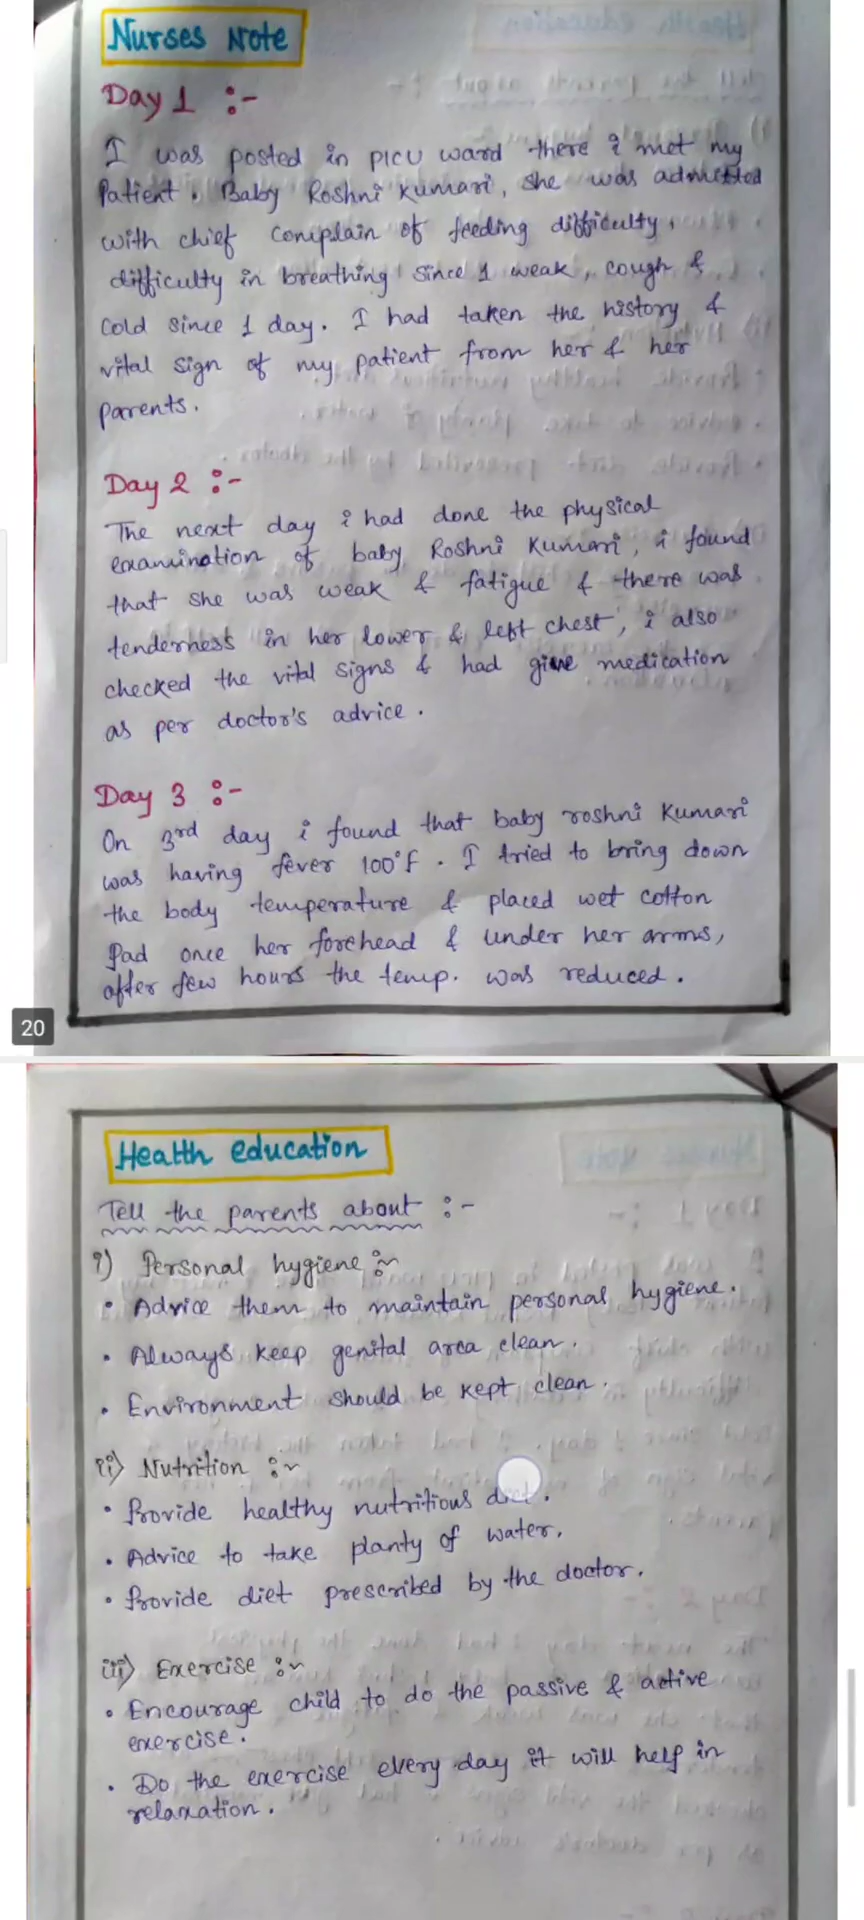 Nurses Note
Day 1 :-
I was posted in PICU ward there i met my
Patient. Baby Roshni Kumari, she was admitted
with chief complain of feeding difficulty,
difficulty in breathing since 1 weak, cough &
cold since 1 day. I had taken the history &
vital sign of my patient from her & her
parents.
Day 2 :-
The next day i had done the physical
examination of baby Roshni Kumari, i found
that she was weak & fatigue & there was
tenderness in her lower & left chest, i also
checked the vital signs & had give medication
as per doctor's advice.
Day 3 :-
On 3rd day i found that baby roshni Kumari
was having fever 100°F. I tried to bring down
the body temperature & placed wet cotton
Pad once her forehead & under her arms,
after few hours the temp. was reduced.
20
Health education
Tell the parents about :-
i) Personal hygiene :~
• Advice them to maintain personal hygiene.
• Always keep genital area clean.
• Environment should be kept clean.
ii) Nutrition :~
• Provide healthy nutritious diet.
• Advice to take planty of water.
• Provide diet prescribed by the doctor.
iii) Exercise :~
• Encourage child to do the passive & active
exercise.
• Do the exercise every day it will help in
relaxation.